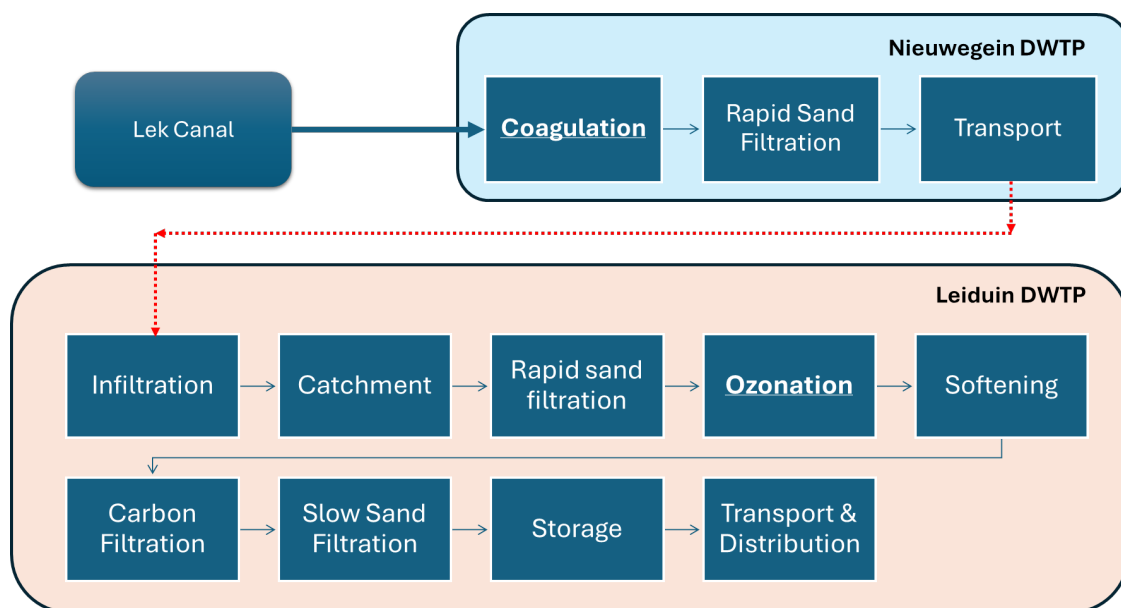 Nieuwegein DWTP
Lek Canal
Coagulation
Rapid Sand
Filtration
Transport
Leiduin DWTP
Infiltration
Catchment
Rapid sand
filtration
Ozonation
Softening
Carbon
Filtration
Slow Sand
Filtration
Storage
Transport &
Distribution